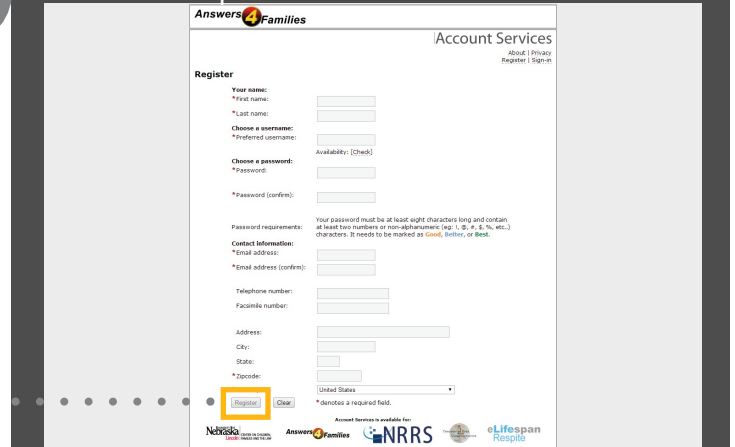 Answers4Families
Account Services
About | Privacy
Register | Sign-in
Register
Your name:
*First name:
*Last name:
Choose a username:
*Preferred username:
Availability: [Check]
Choose a password:
*Password:
*Password (confirm):
Password requirements: Your password must be at least eight characters long and contain
at least two numbers or non-alphanumeric (eg: !, @, #, $, %, etc..)
characters. It needs to be marked as Good, Better, or Best.
Contact information:
*Email address:
*Email address (confirm):
Telephone number:
Facsimile number:
Address:
City:
State:
*Zipcode:
United States
Register Clear *denotes a required field.
Account Services is available for:
Nebraska Lincoln CENTER ON CHILDREN, FAMILIES AND THE LAW
Answers4Families
NRRS
eLifespan
Respite